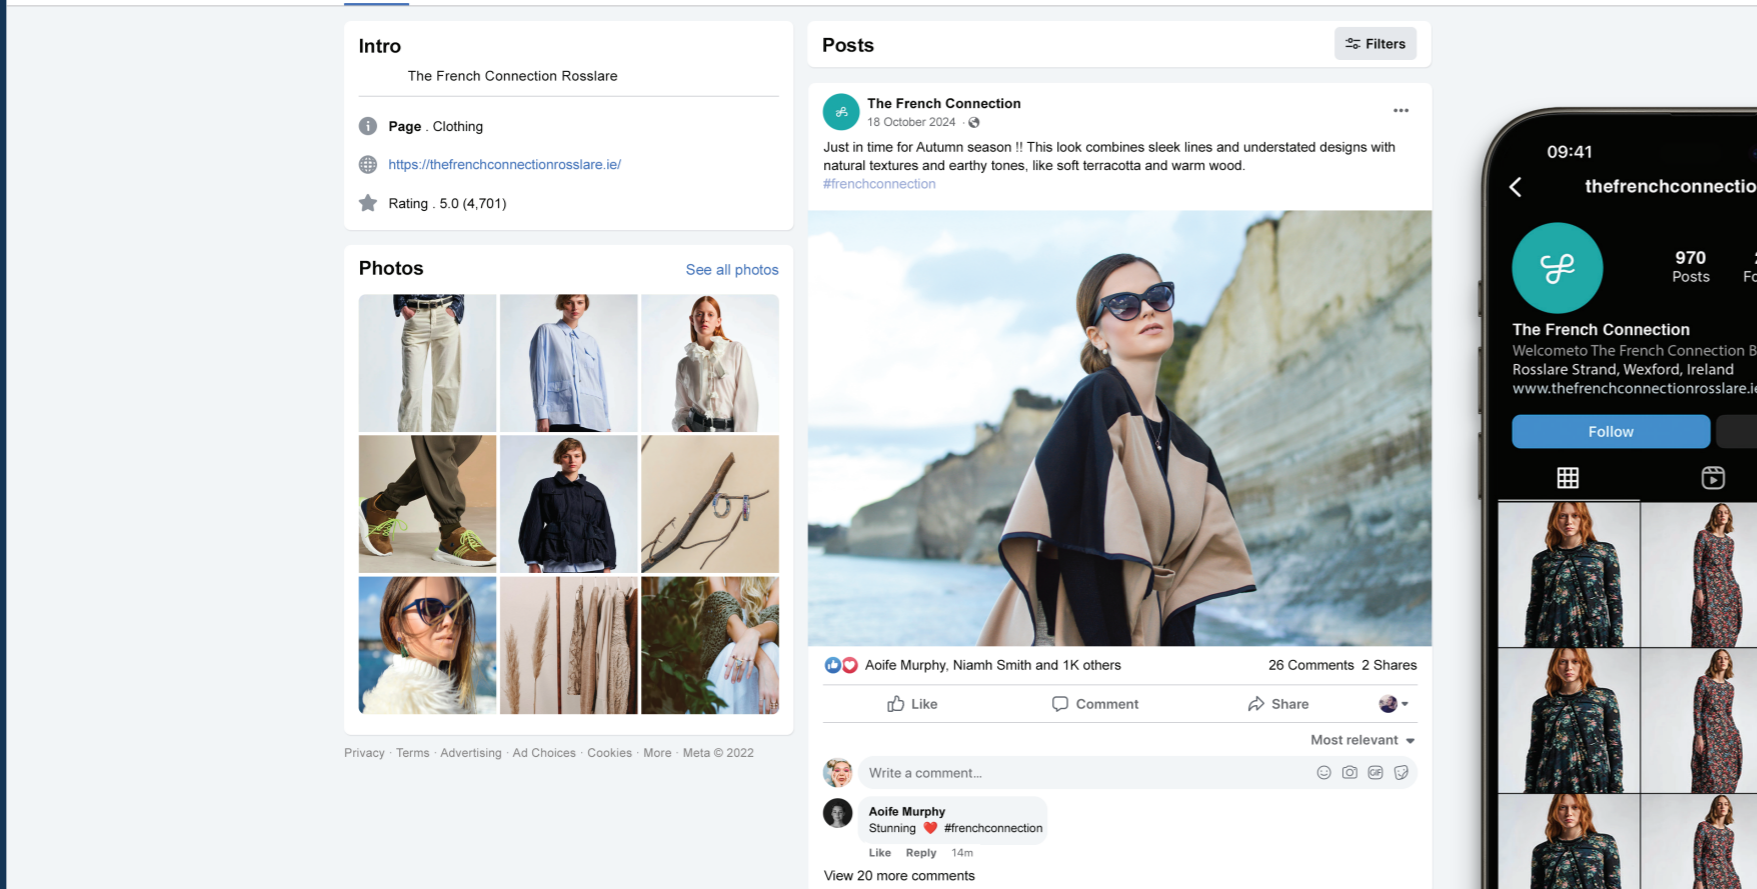 Intro
The French Connection Rosslare
Page . Clothing
https://thefrenchconnectionrosslare.ie/
Rating . 5.0 (4,701)
Photos
See all photos
Privacy · Terms · Advertising · Ad Choices · Cookies · More · Meta © 2022
Posts
Filters
The French Connection
18 October 2024 ·
Just in time for Autumn season !! This look combines sleek lines and understated designs with
natural textures and earthy tones, like soft terracotta and warm wood.
#frenchconnection
Aoife Murphy, Niamh Smith and 1K others
26 Comments 2 Shares
Like
Comment
Share
Most relevant
Write a comment...
GIF
Aoife Murphy
Stunning ❤️ #frenchconnection
Like Reply 14m
View 20 more comments
09:41
thefrenchconnectio
970
Posts
Fo
The French Connection
Welcometo The French Connection B
Rosslare Strand, Wexford, Ireland
www.thefrenchconnectionrosslare.ie
Follow